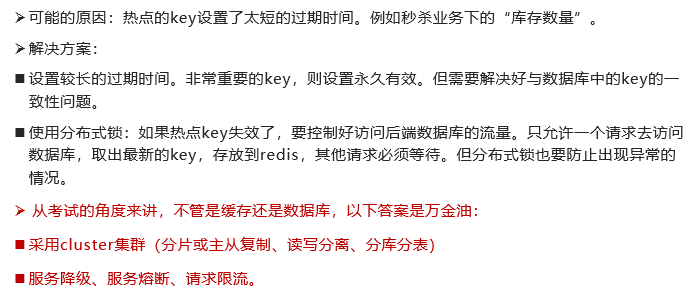 ➢可能的原因：热点的key设置了太短的过期时间。例如秒杀业务下的“库存数量”。
➢解决方案：
■设置较长的过期时间。非常重要的key，则设置永久有效。但需要解决好与数据库中的key的一
致性问题。
■使用分布式锁：如果热点key失效了，要控制好访问后端数据库的流量。只允许一个请求去访问
数据库，取出最新的key，存放到redis，其他请求必须等待。但分布式锁也要防止出现异常的
情况。
➢ 从考试的角度来讲，不管是缓存还是数据库，以下答案是万金油：
■采用cluster集群（分片或主从复制、读写分离、分库分表）
■服务降级、服务熔断、请求限流。